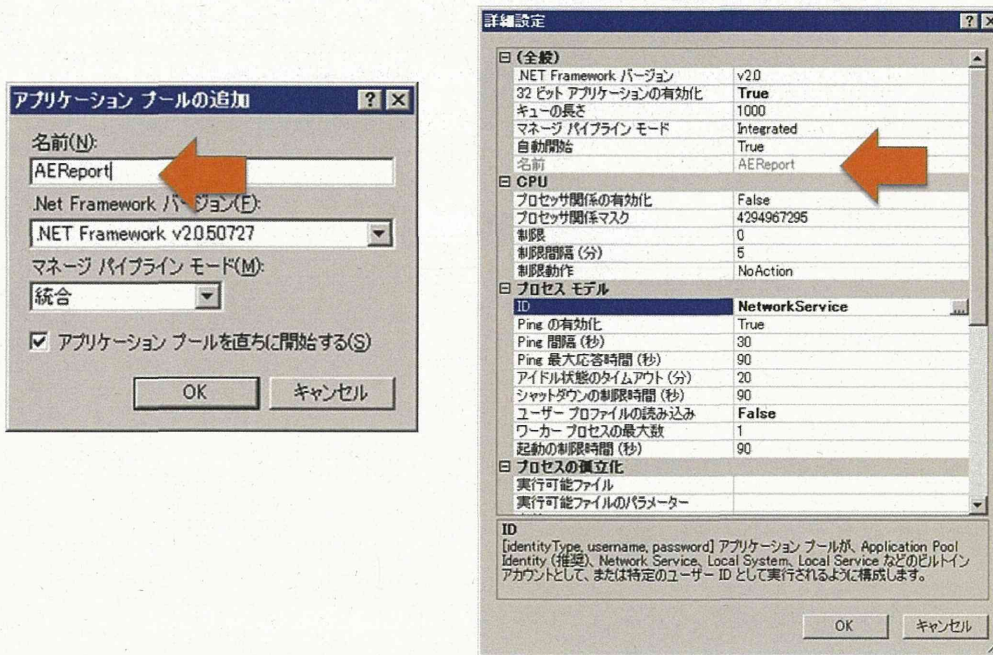 アプリケーション プールの追加
名前(N):
AEReport
.Net Framework バージョン(F):
.NET Framework v2.0.50727
マネージ パイプライン モード(M):
統合
アプリケーション プールを直ちに開始する(S)
OK キャンセル
詳細設定
(全般)
.NET Framework バージョン v2.0
32 ビット アプリケーションの有効化 True
キューの長さ 1000
マネージ パイプライン モード Integrated
自動開始 True
名前 AEReport
CPU
プロセッサ関係の有効化 False
プロセッサ関係マスク 4294967295
制限 0
制限間隔 (分) 5
制限動作 NoAction
プロセス モデル
ID NetworkService ...
Ping の有効化 True
Ping 間隔 (秒) 30
Ping 最大応答時間 (秒) 90
アイドル状態のタイムアウト (分) 20
シャットダウンの制限時間 (秒) 90
ユーザー プロファイルの読み込み False
ワーカー プロセスの最大数 1
起動の制限時間 (秒) 90
プロセスの孤立化
実行可能ファイル
実行可能ファイルのパラメーター
ID
[identityType, username, password] アプリケーション プールが、Application Pool
Identity (推奨)、Network Service、Local System、Local Service などのビルトイン
アカウントとして、または特定のユーザー ID として実行されるように構成します。
OK キャンセル